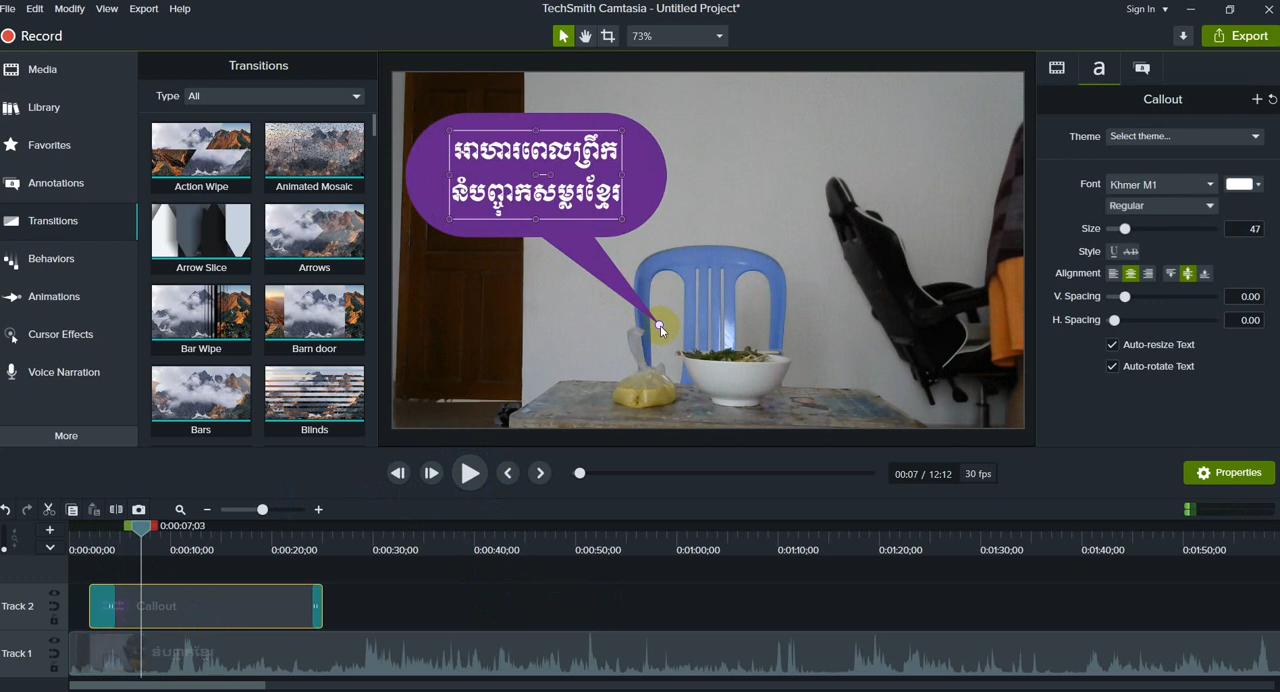 File Edit Modify View Export Help
TechSmith Camtasia - Untitled Project*
Sign In
Record
73%
Export
Media
Library
Favorites
Annotations
Transitions
Behaviors
Animations
Cursor Effects
Voice Narration
More
Transitions
Type All
Action Wipe Animated Mosaic
Arrow Slice Arrows
Bar Wipe Barn door
Bars Blinds
អាហារពេលព្រឹក
នំបញ្ចុកសម្លរខ្មែរ
a
Callout
Theme Select theme...
Font Khmer M1
Regular
Size 47
Style U AB
Alignment
V. Spacing 0.00
H. Spacing 0.00
Auto-resize Text
Auto-rotate Text
00:07 / 12:12 30 fps
Properties
0:00:07;03
0:00:00;00 0:00:10;00 0:00:20;00 0:00:30;00 0:00:40;00 0:00:50;00 0:01:00;00 0:01:10;00 0:01:20;00 0:01:30;00 0:01:40;00 0:01:50;00
Track 2 Callout
Track 1